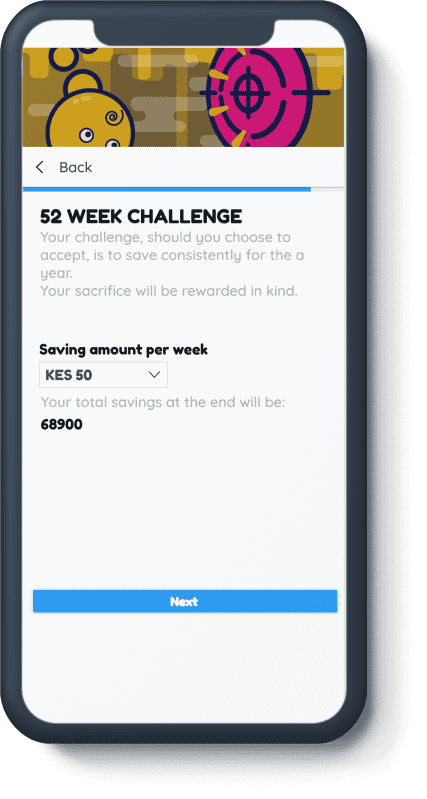 Back
52 WEEK CHALLENGE
Your challenge, should you choose to
accept, is to save consistently for the a
year.
Your sacrifice will be rewarded in kind.
Saving amount per week
KES 50
Your total savings at the end will be:
68900
Next